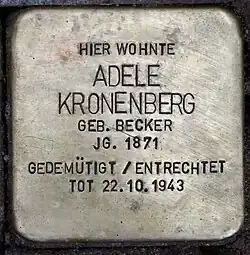 HIER WOHNTE
ADELE
KRONENBERG
GEB. BECKER
JG. 1871
GEDEMÜTIGT / ENTRECHTET
TOT 22.10.1943